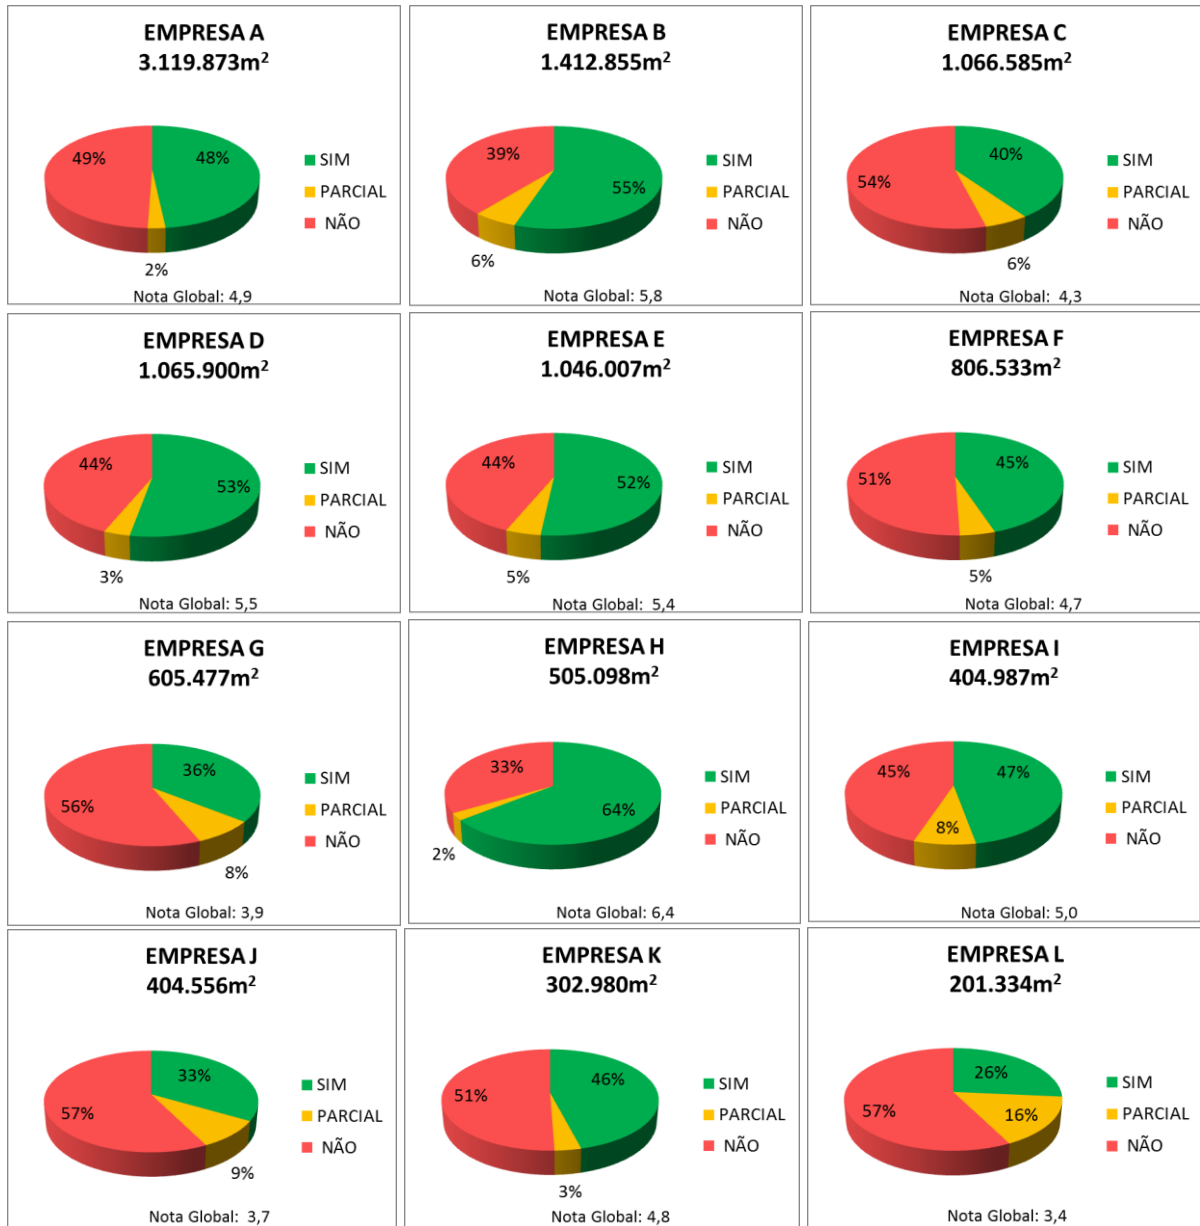 EMPRESA A
3.119.873m²
49%
48%
2%
SIM
PARCIAL
NÃO
Nota Global: 4,9
EMPRESA B
1.412.855m²
39%
55%
6%
SIM
PARCIAL
NÃO
Nota Global: 5,8
EMPRESA C
1.066.585m²
40%
54%
6%
SIM
PARCIAL
NÃO
Nota Global: 4,3
EMPRESA D
1.065.900m²
44%
53%
3%
SIM
PARCIAL
NÃO
Nota Global: 5,5
EMPRESA E
1.046.007m²
44%
52%
5%
SIM
PARCIAL
NÃO
Nota Global: 5,4
EMPRESA F
806.533m²
45%
51%
5%
SIM
PARCIAL
NÃO
Nota Global: 4,7
EMPRESA G
605.477m²
36%
56%
8%
SIM
PARCIAL
NÃO
Nota Global: 3,9
EMPRESA H
505.098m²
33%
64%
2%
SIM
PARCIAL
NÃO
Nota Global: 6,4
EMPRESA I
404.987m²
45%
47%
8%
SIM
PARCIAL
NÃO
Nota Global: 5,0
EMPRESA J
404.556m²
33%
57%
9%
SIM
PARCIAL
NÃO
Nota Global: 3,7
EMPRESA K
302.980m²
46%
51%
3%
SIM
PARCIAL
NÃO
Nota Global: 4,8
EMPRESA L
201.334m²
26%
57%
16%
SIM
PARCIAL
NÃO
Nota Global: 3,4